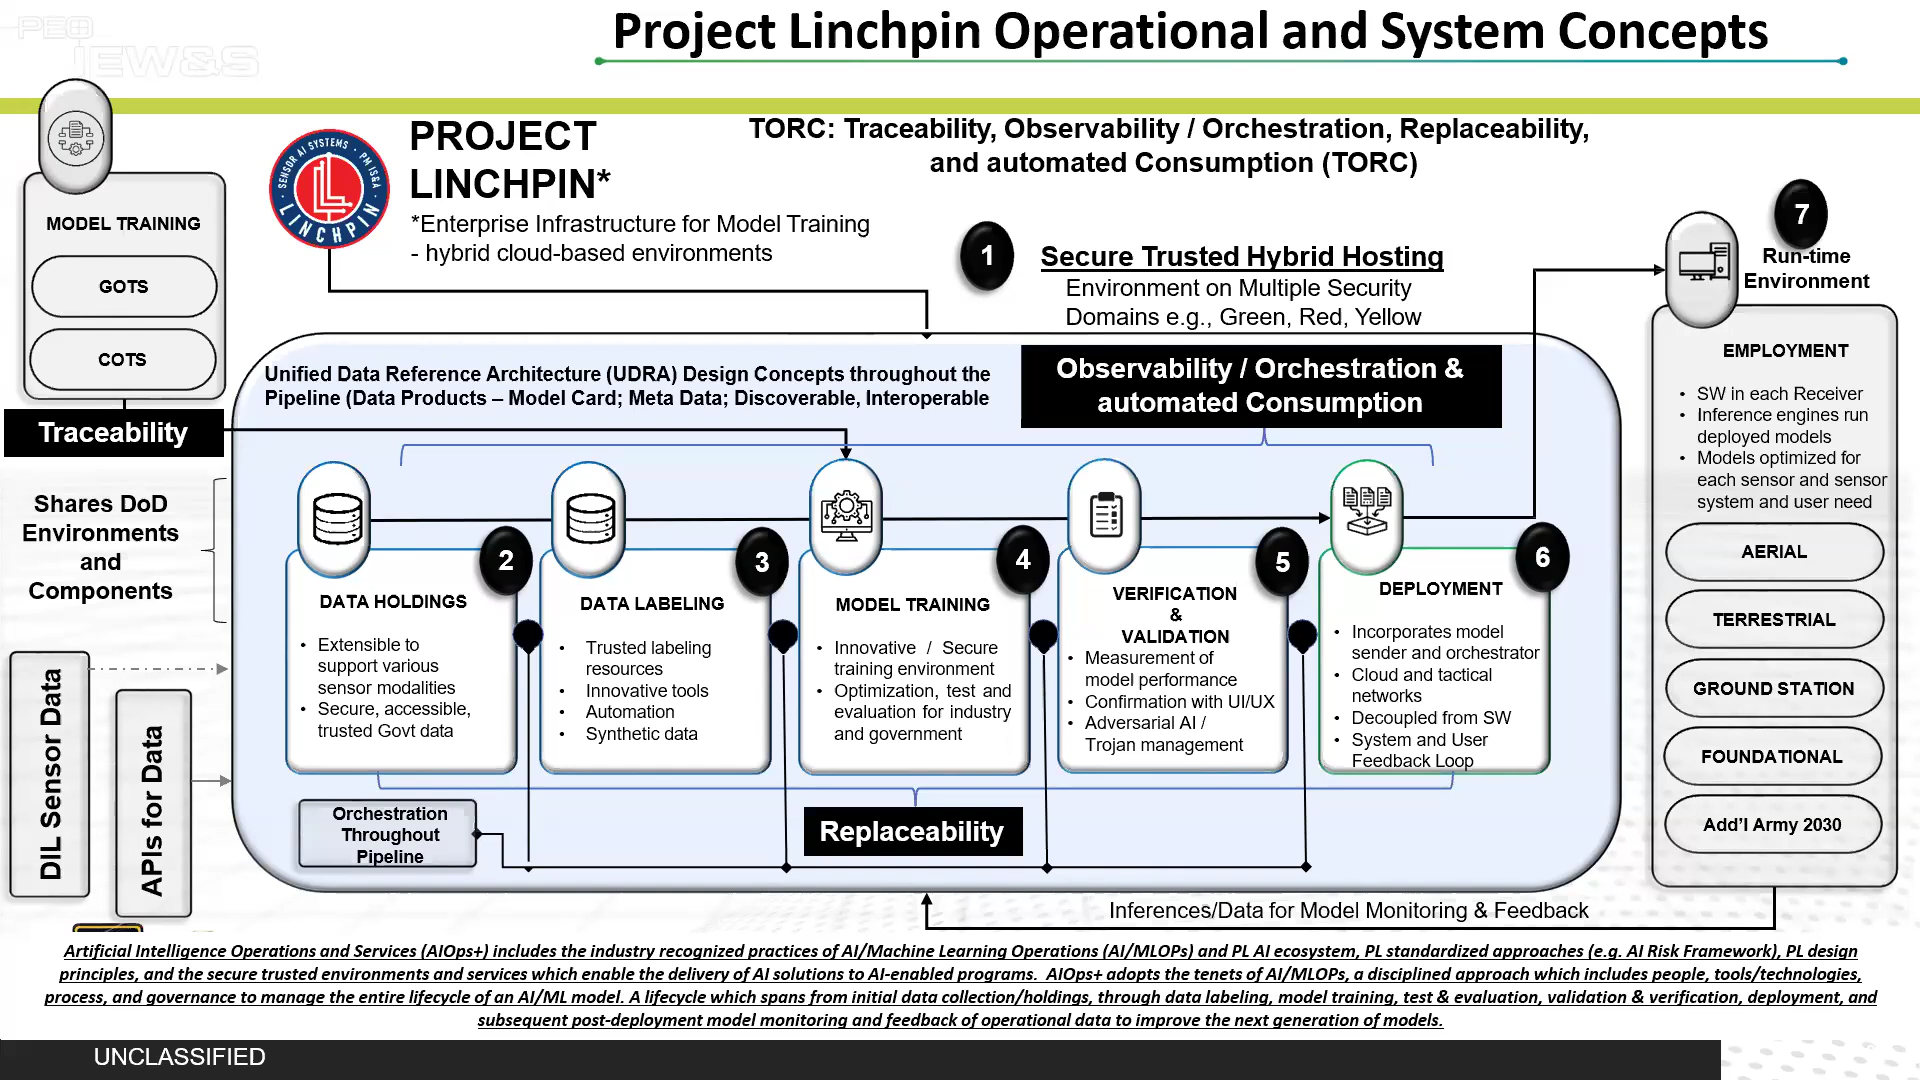 PEO
IEW&S
Project Linchpin Operational and System Concepts
MODEL TRAINING
GOTS
COTS
Traceability
Shares DoD
Environments
and
Components
DIL Sensor Data
APIs for Data
SENSOR AI SYSTEMS · PM IS&A
LINCHPIN
PROJECT
LINCHPIN*
*Enterprise Infrastructure for Model Training
- hybrid cloud-based environments
TORC: Traceability, Observability / Orchestration, Replaceability,
and automated Consumption (TORC)
1
Secure Trusted Hybrid Hosting
Environment on Multiple Security
Domains e.g., Green, Red, Yellow
Unified Data Reference Architecture (UDRA) Design Concepts throughout the
Pipeline (Data Products – Model Card; Meta Data; Discoverable, Interoperable
Observability / Orchestration &
automated Consumption
2
DATA HOLDINGS
• Extensible to
support various
sensor modalities
• Secure, accessible,
trusted Govt data
3
DATA LABELING
• Trusted labeling
resources
• Innovative tools
• Automation
• Synthetic data
4
MODEL TRAINING
• Innovative / Secure
training environment
• Optimization, test and
evaluation for industry
and government
5
VERIFICATION
&
VALIDATION
• Measurement of
model performance
• Confirmation with UI/UX
• Adversarial AI /
Trojan management
6
DEPLOYMENT
• Incorporates model
sender and orchestrator
• Cloud and tactical
networks
• Decoupled from SW
• System and User
Feedback Loop
Orchestration
Throughout
Pipeline
Replaceability
7
Run-time
Environment
EMPLOYMENT
• SW in each Receiver
• Inference engines run
deployed models
• Models optimized for
each sensor and sensor
system and user need
AERIAL
TERRESTRIAL
GROUND STATION
FOUNDATIONAL
Add'l Army 2030
Inferences/Data for Model Monitoring & Feedback
Artificial Intelligence Operations and Services (AIOps+) includes the industry recognized practices of AI/Machine Learning Operations (AI/MLOPs) and PL AI ecosystem, PL standardized approaches (e.g. AI Risk Framework), PL design
principles, and the secure trusted environments and services which enable the delivery of AI solutions to AI-enabled programs. AIOps+ adopts the tenets of AI/MLOPs, a disciplined approach which includes people, tools/technologies,
process, and governance to manage the entire lifecycle of an AI/ML model. A lifecycle which spans from initial data collection/holdings, through data labeling, model training, test & evaluation, validation & verification, deployment, and
subsequent post-deployment model monitoring and feedback of operational data to improve the next generation of models.
UNCLASSIFIED